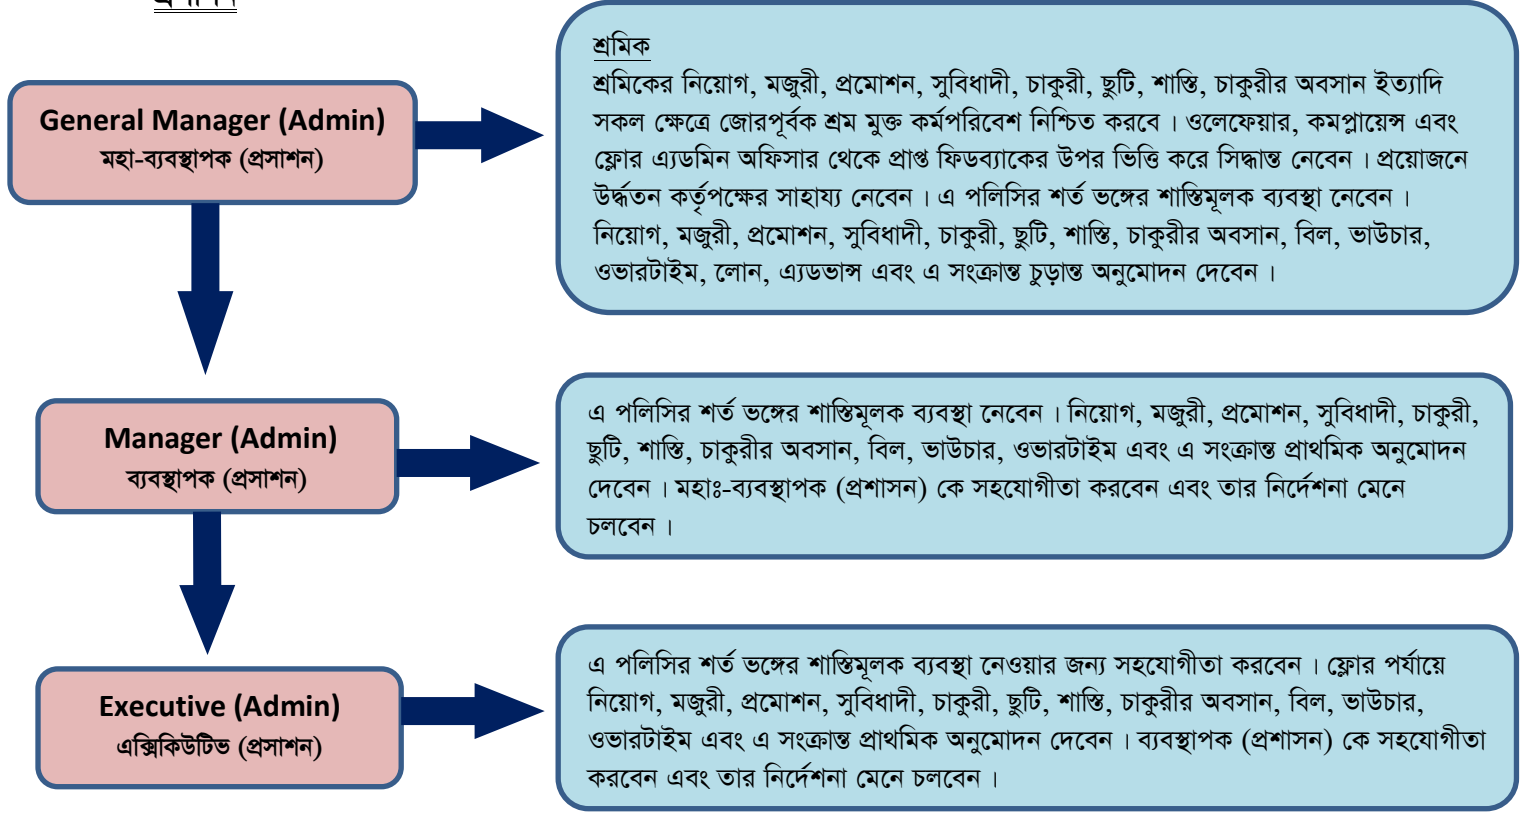 General Manager (Admin)
মহা-ব্যবস্থাপক (প্রসাশন)
শ্রমিক
শ্রমিকের নিয়োগ, মজুরী, প্রমোশন, সুবিধাদী, চাকুরী, ছুটি, শাস্তি, চাকুরীর অবসান ইত্যাদি
সকল ক্ষেত্রে জোরপূর্বক শ্রম মুক্ত কর্মপরিবেশ নিশ্চিত করবে । ওলেফেয়ার, কমপ্লায়েন্স এবং
ফ্লোর এ্যডমিন অফিসার থেকে প্রাপ্ত ফিডব্যাকের উপর ভিত্তি করে সিদ্ধান্ত নেবেন । প্রয়োজনে
উর্দ্ধতন কর্তৃপক্ষের সাহায্য নেবেন । এ পলিসির শর্ত ভঙ্গের শাস্তিমূলক ব্যবস্থা নেবেন ।
নিয়োগ, মজুরী, প্রমোশন, সুবিধাদী, চাকুরী, ছুটি, শাস্তি, চাকুরীর অবসান, বিল, ভাউচার,
ওভারটাইম, লোন, এ্যডভান্স এবং এ সংক্রান্ত চুড়ান্ত অনুমোদন দেবেন ।
Manager (Admin)
ব্যবস্থাপক (প্রসাশন)
এ পলিসির শর্ত ভঙ্গের শাস্তিমূলক ব্যবস্থা নেবেন । নিয়োগ, মজুরী, প্রমোশন, সুবিধাদী, চাকুরী,
ছুটি, শাস্তি, চাকুরীর অবসান, বিল, ভাউচার, ওভারটাইম এবং এ সংক্রান্ত প্রাথমিক অনুমোদন
দেবেন । মহাঃ-ব্যবস্থাপক (প্রশাসন) কে সহযোগীতা করবেন এবং তার নির্দেশনা মেনে
চলবেন ।
Executive (Admin)
এক্সিকিউটিভ (প্রসাশন)
এ পলিসির শর্ত ভঙ্গের শাস্তিমূলক ব্যবস্থা নেওয়ার জন্য সহযোগীতা করবেন । ফ্লোর পর্যায়ে
নিয়োগ, মজুরী, প্রমোশন, সুবিধাদী, চাকুরী, ছুটি, শাস্তি, চাকুরীর অবসান, বিল, ভাউচার,
ওভারটাইম এবং এ সংক্রান্ত প্রাথমিক অনুমোদন দেবেন । ব্যবস্থাপক (প্রশাসন) কে সহযোগীতা
করবেন এবং তার নির্দেশনা মেনে চলবেন ।